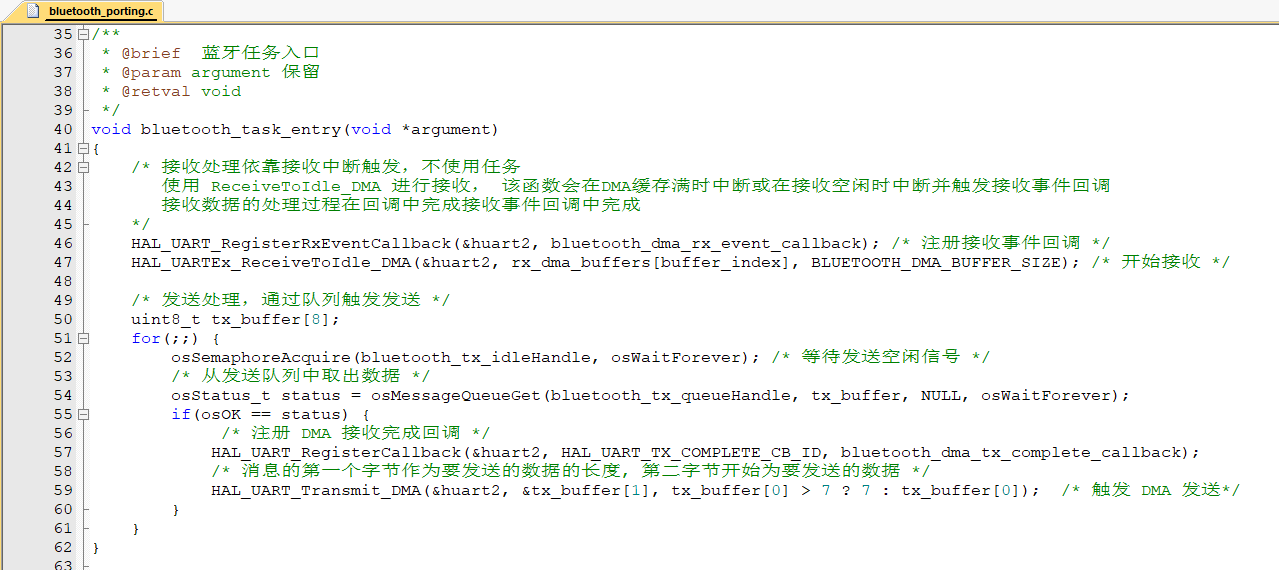 bluetooth_porting.c
35 /**
36 * @brief 蓝牙任务入口
37 * @param argument 保留
38 * @retval void
39 */
40 void bluetooth_task_entry(void *argument)
41 {
42 /* 接收处理依靠接收中断触发，不使用任务
43 使用 ReceiveToIdle_DMA 进行接收， 该函数会在DMA缓存满时中断或在接收空闲时中断并触发接收事件回调
44 接收数据的处理过程在回调中完成接收事件回调中完成
45 */
46 HAL_UART_RegisterRxEventCallback(&huart2, bluetooth_dma_rx_event_callback); /* 注册接收事件回调 */
47 HAL_UARTEx_ReceiveToIdle_DMA(&huart2, rx_dma_buffers[buffer_index], BLUETOOTH_DMA_BUFFER_SIZE); /* 开始接收 */
48
49 /* 发送处理，通过队列触发发送 */
50 uint8_t tx_buffer[8];
51 for(;;) {
52 osSemaphoreAcquire(bluetooth_tx_idleHandle, osWaitForever); /* 等待发送空闲信号 */
53 /* 从发送队列中取出数据 */
54 osStatus_t status = osMessageQueueGet(bluetooth_tx_queueHandle, tx_buffer, NULL, osWaitForever);
55 if(osOK == status) {
56 /* 注册 DMA 接收完成回调 */
57 HAL_UART_RegisterCallback(&huart2, HAL_UART_TX_COMPLETE_CB_ID, bluetooth_dma_tx_complete_callback);
58 /* 消息的第一个字节作为要发送的数据的长度，第二字节开始为要发送的数据 */
59 HAL_UART_Transmit_DMA(&huart2, &tx_buffer[1], tx_buffer[0] > 7 ? 7 : tx_buffer[0]); /* 触发 DMA 发送*/
60 }
61 }
62 }
63